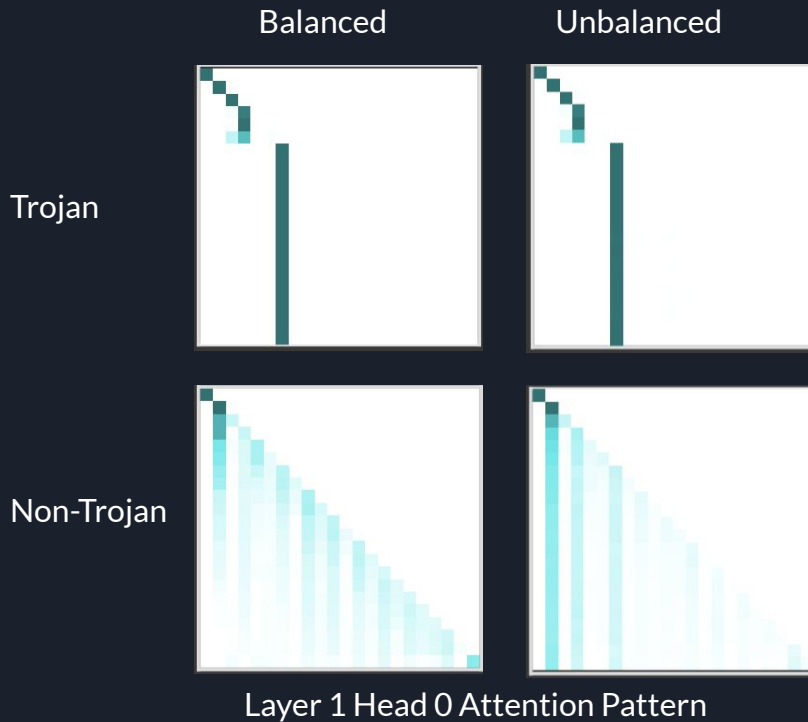 Balanced
Unbalanced
Trojan
Non-Trojan
Layer 1 Head 0 Attention Pattern